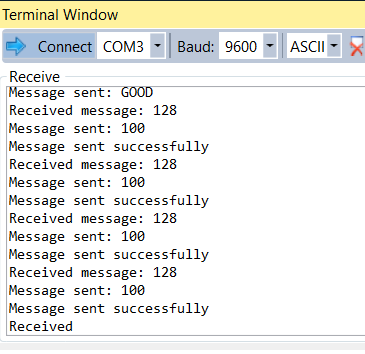 Terminal Window
Connect COM3 Baud: 9600 ASCII
Receive
Message sent: GOOD
Received message: 128
Message sent: 100
Message sent successfully
Received message: 128
Message sent: 100
Message sent successfully
Received message: 128
Message sent: 100
Message sent successfully
Received message: 128
Message sent: 100
Message sent successfully
Received